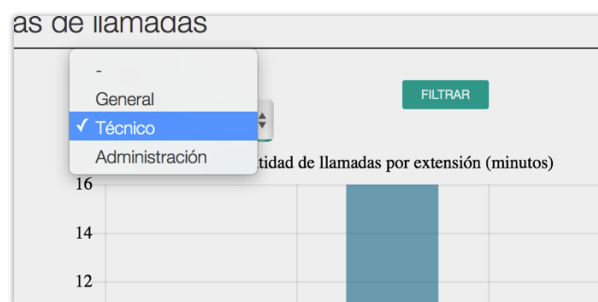 as de llamadas
-
General
✓ Técnico
Administración
FILTRAR
tidad de llamadas por extensión (minutos)
16
14
12